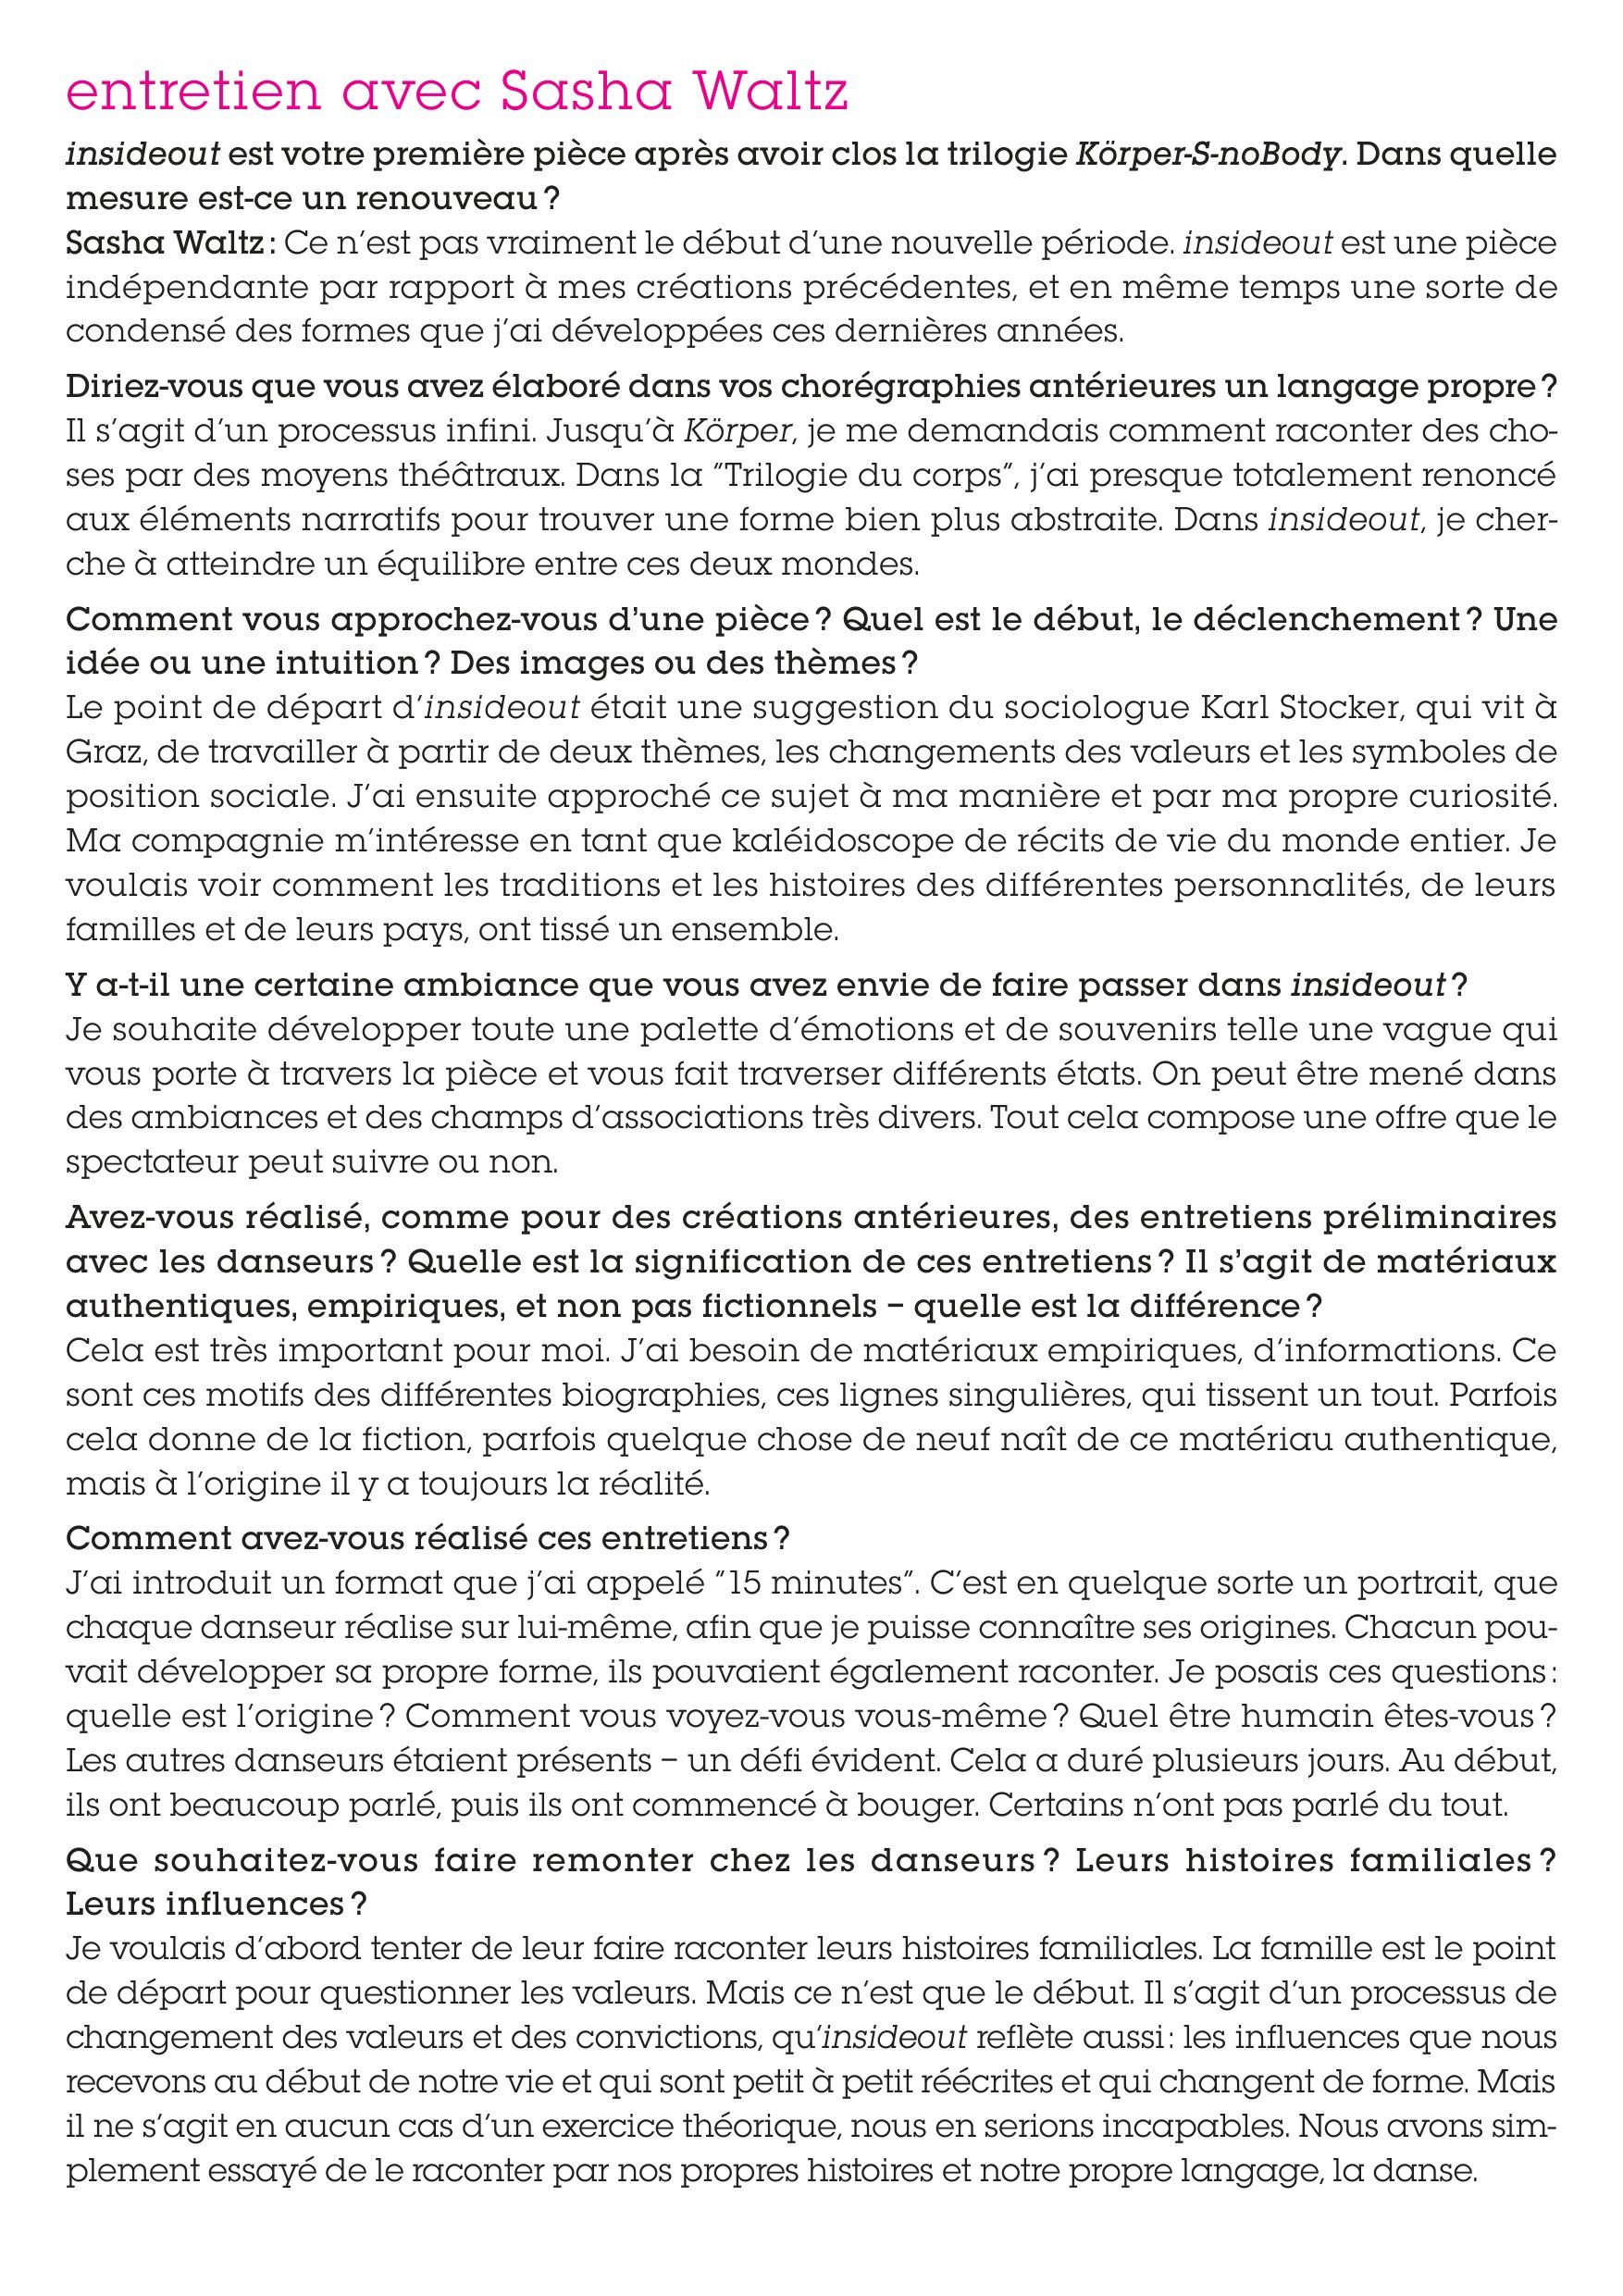 entretien avec Sasha Waltz
insideout est votre première pièce après avoir clos la trilogie Körper-S-noBody. Dans quelle
mesure est-ce un renouveau ?
Sasha Waltz : Ce n’est pas vraiment le début d’une nouvelle période. insideout est une pièce
indépendante par rapport à mes créations précédentes, et en même temps une sorte de
condensé des formes que j’ai développées ces dernières années.
Diriez-vous que vous avez élaboré dans vos chorégraphies antérieures un langage propre ?
Il s’agit d’un processus infini. Jusqu’à Körper, je me demandais comment raconter des cho-
ses par des moyens théâtraux. Dans la "Trilogie du corps", j’ai presque totalement renoncé
aux éléments narratifs pour trouver une forme bien plus abstraite. Dans insideout, je cher-
che à atteindre un équilibre entre ces deux mondes.
Comment vous approchez-vous d’une pièce ? Quel est le début, le déclenchement ? Une
idée ou une intuition ? Des images ou des thèmes ?
Le point de départ d’insideout était une suggestion du sociologue Karl Stocker, qui vit à
Graz, de travailler à partir de deux thèmes, les changements des valeurs et les symboles de
position sociale. J’ai ensuite approché ce sujet à ma manière et par ma propre curiosité.
Ma compagnie m’intéresse en tant que kaléidoscope de récits de vie du monde entier. Je
voulais voir comment les traditions et les histoires des différentes personnalités, de leurs
familles et de leurs pays, ont tissé un ensemble.
Y a-t-il une certaine ambiance que vous avez envie de faire passer dans insideout ?
Je souhaite développer toute une palette d’émotions et de souvenirs telle une vague qui
vous porte à travers la pièce et vous fait traverser différents états. On peut être mené dans
des ambiances et des champs d’associations très divers. Tout cela compose une offre que le
spectateur peut suivre ou non.
Avez-vous réalisé, comme pour des créations antérieures, des entretiens préliminaires
avec les danseurs ? Quelle est la signification de ces entretiens ? Il s’agit de matériaux
authentiques, empiriques, et non pas fictionnels – quelle est la différence ?
Cela est très important pour moi. J’ai besoin de matériaux empiriques, d’informations. Ce
sont ces motifs des différentes biographies, ces lignes singulières, qui tissent un tout. Parfois
cela donne de la fiction, parfois quelque chose de neuf naît de ce matériau authentique,
mais à l’origine il y a toujours la réalité.
Comment avez-vous réalisé ces entretiens ?
J’ai introduit un format que j’ai appelé "15 minutes". C’est en quelque sorte un portrait, que
chaque danseur réalise sur lui-même, afin que je puisse connaître ses origines. Chacun pou-
vait développer sa propre forme, ils pouvaient également raconter. Je posais ces questions :
quelle est l’origine ? Comment vous voyez-vous vous-même ? Quel être humain êtes-vous ?
Les autres danseurs étaient présents – un défi évident. Cela a duré plusieurs jours. Au début,
ils ont beaucoup parlé, puis ils ont commencé à bouger. Certains n’ont pas parlé du tout.
Que souhaitez-vous faire remonter chez les danseurs ? Leurs histoires familiales ?
Leurs influences ?
Je voulais d’abord tenter de leur faire raconter leurs histoires familiales. La famille est le point
de départ pour questionner les valeurs. Mais ce n’est que le début. Il s’agit d’un processus de
changement des valeurs et des convictions, qu’insideout reflète aussi : les influences que nous
recevons au début de notre vie et qui sont petit à petit réécrites et qui changent de forme. Mais
il ne s’agit en aucun cas d’un exercice théorique, nous en serions incapables. Nous avons sim-
plement essayé de le raconter par nos propres histoires et notre propre langage, la danse.